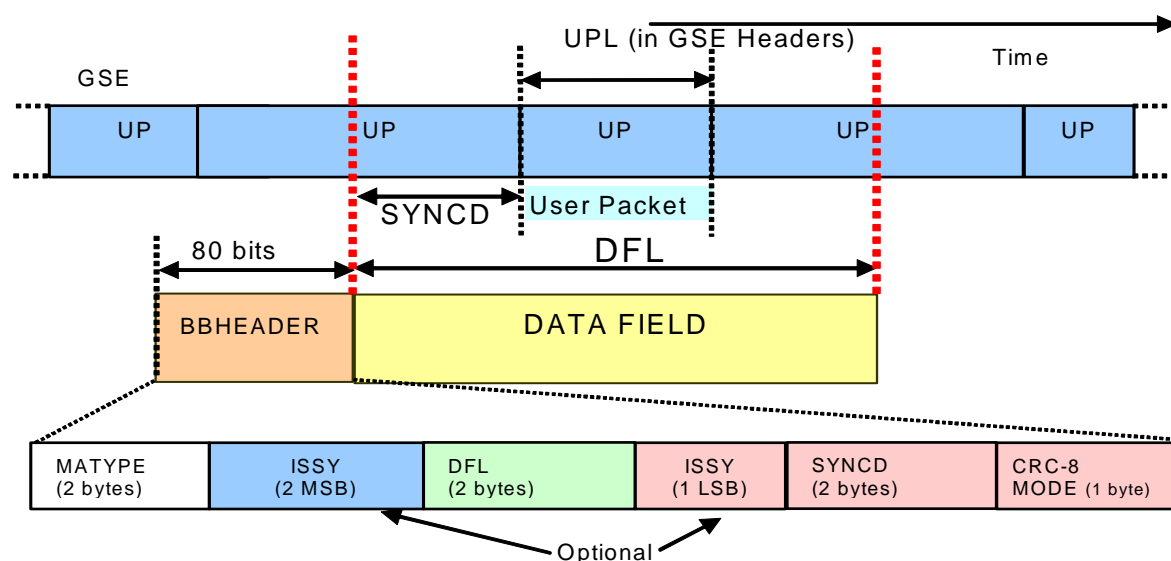 UPL (in GSE Headers)
Time
GSE
UP
UP
UP
UP
UP
SYNCD
User Packet
80 bits
DFL
BBHEADER
DATA FIELD
MATYPE
(2 bytes)
ISSY
(2 MSB)
DFL
(2 bytes)
ISSY
(1 LSB)
SYNCD
(2 bytes)
CRC-8
MODE (1 byte)
Optional